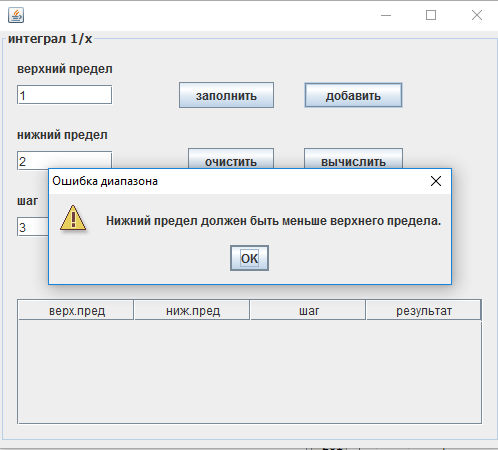 интеграл 1/x
верхний предел
1
заполнить
добавить
нижний предел
2
очистить
вычислить
шаг
3
Ошибка диапазона
Нижний предел должен быть меньше верхнего предела.
OK
верх.пред ниж.пред шаг результат